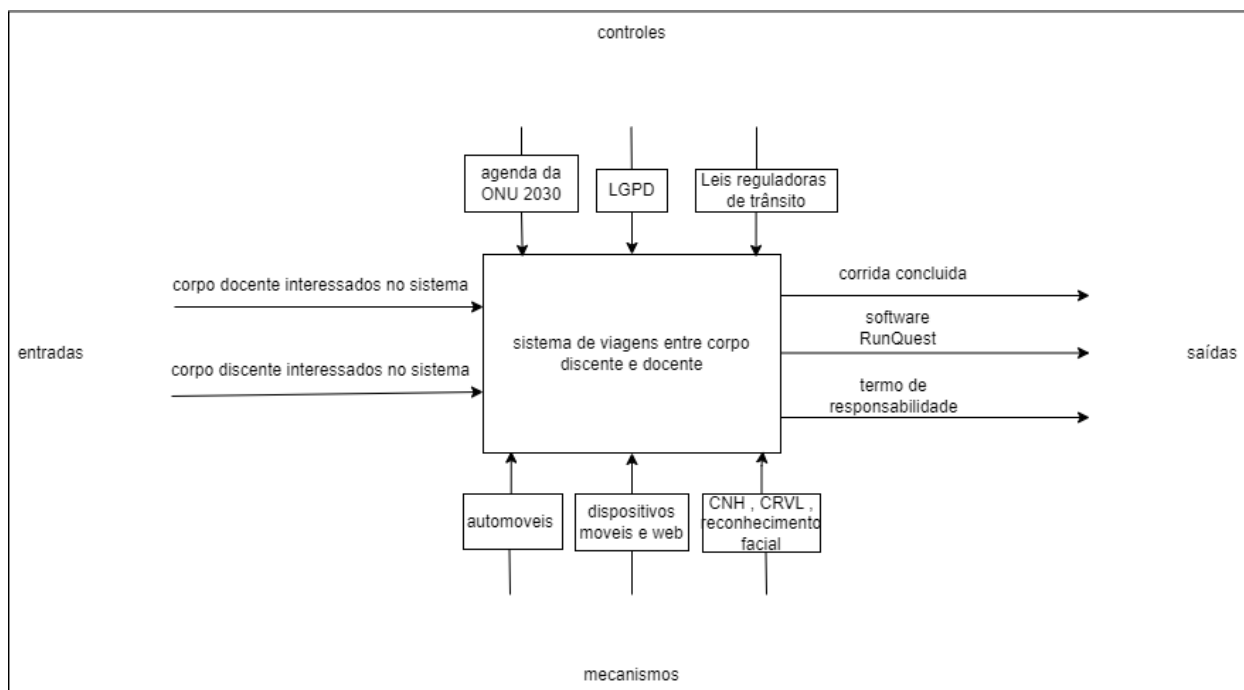 controles
agenda da
ONU 2030
LGPD
Leis reguladoras
de trânsito
corpo docente interessados no sistema
corrida concluida
software
RunQuest
entradas
sistema de viagens entre corpo
discente e docente
saídas
corpo discente interessados no sistema
termo de
responsabilidade
automoveis
dispositivos
moveis e web
CNH , CRVL ,
reconhecimento
facial
mecanismos